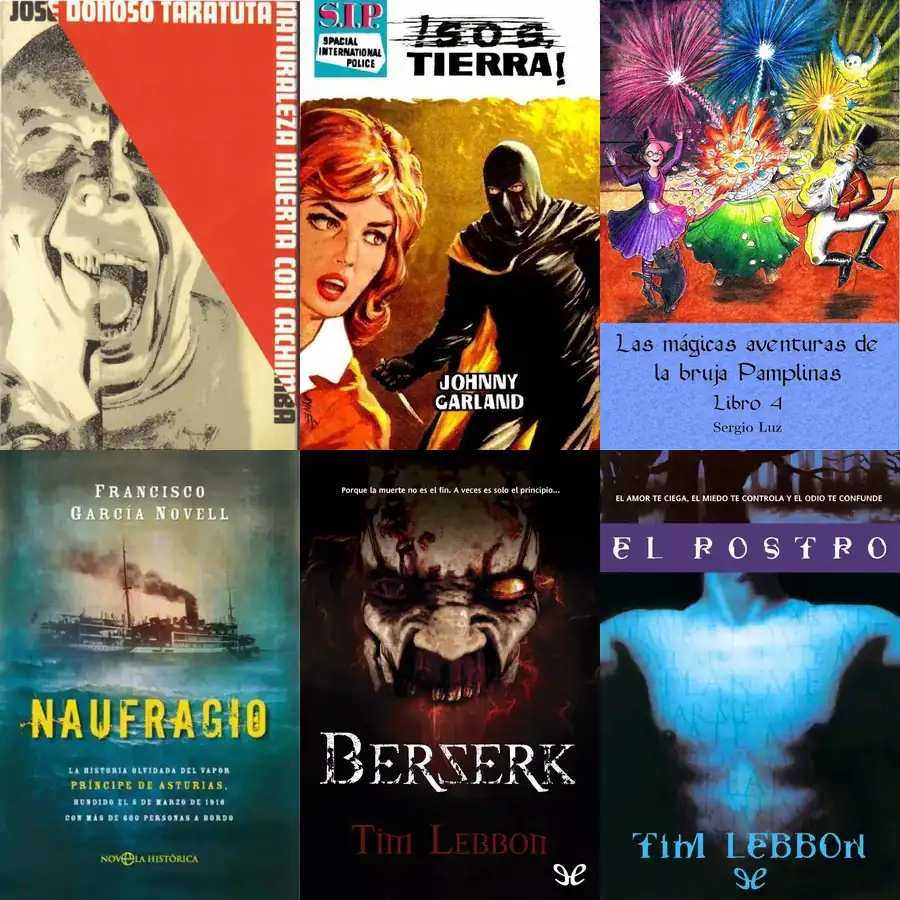 JOSE DONOSO TARATUTA
NATURALEZA MUERTA CON CACHIMBA
S.I.P.
SPACIAL
INTERNATIONAL
POLICE
¡SOS,
TIERRA!
JOHNNY
GARLAND
Las mágicas aventuras de
la bruja Pamplinas
Libro 4
Sergio Luz
FRANCISCO
GARCÍA NOVELL
NAUFRAGIO
LA HISTORIA OLVIDADA DEL VAPOR
PRÍNCIPE DE ASTURIAS,
HUNDIDO EL 5 DE MARZO DE 1916
CON MÁS DE 600 PERSONAS A BORDO
NOVELA HISTÓRICA
Porque la muerte no es el fin. A veces es solo el principio...
BERSERK
TIM LEBBON
EL AMOR TE CIEGA, EL MIEDO TE CONTROLA Y EL ODIO TE CONFUNDE
EL ROSTRO
TIM LEBBON